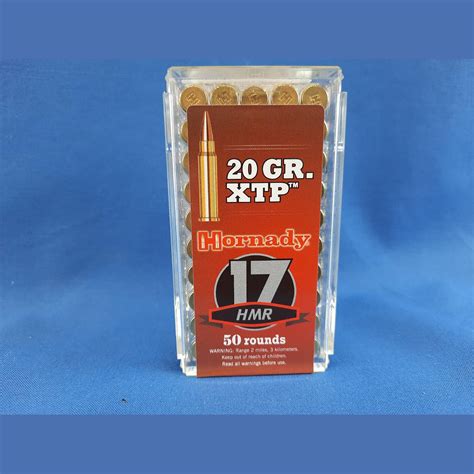 20 GR.
XTP™
Hornady
17
HMR
50 rounds
WARNING: Range 2 miles, 3 kilometers.
Keep out of reach of children.
Read all warnings before use.